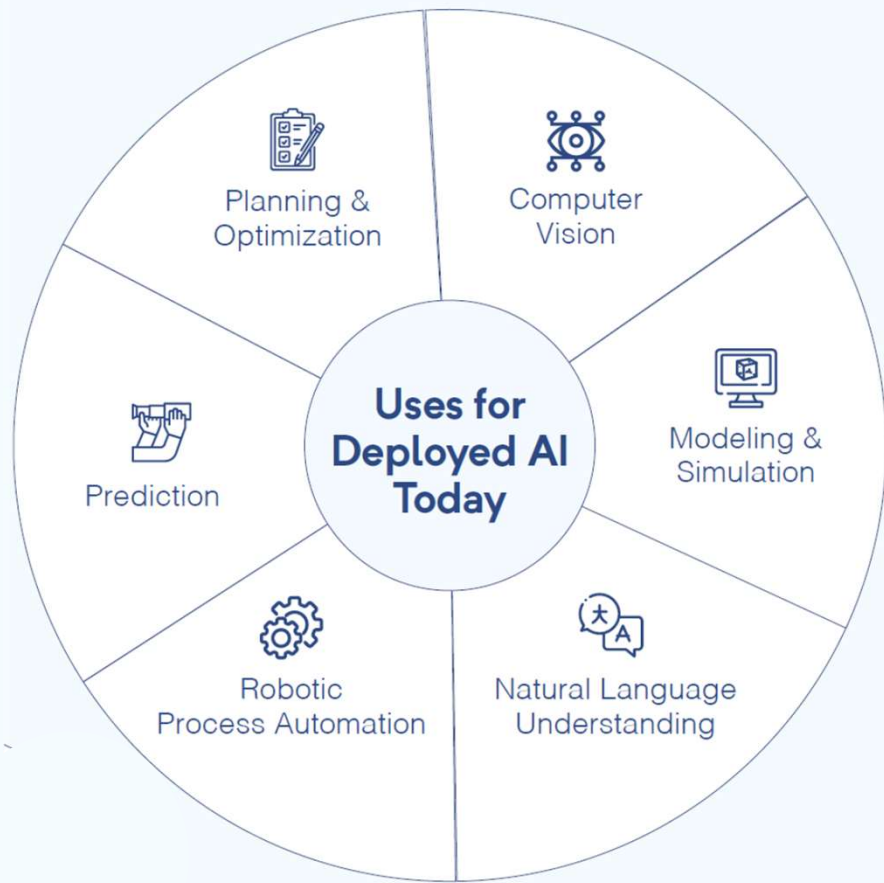 Planning &
Optimization
Computer
Vision
Prediction
Uses for
Deployed AI
Today
Modeling &
Simulation
Robotic
Process Automation
大
A
Natural Language
Understanding